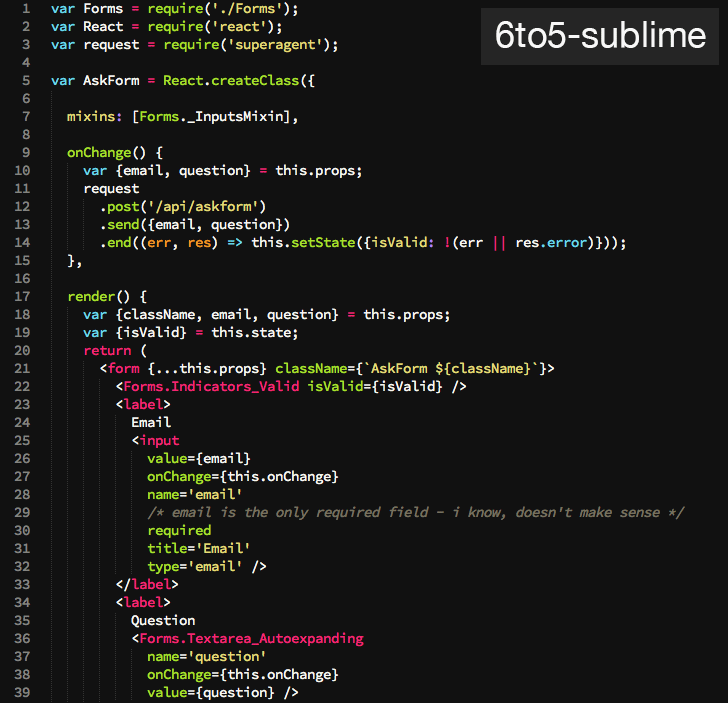 6to5-sublime
1 var Forms = require('./Forms');
2 var React = require('react');
3 var request = require('superagent');
4
5 var AskForm = React.createClass({
6
7   mixins: [Forms._InputsMixin],
8
9   onChange() {
10     var {email, question} = this.props;
11     request
12       .post('/api/askform')
13       .send({email, question})
14       .end((err, res) => this.setState({isValid: !(err || res.error)}));
15   },
16
17   render() {
18     var {className, email, question} = this.props;
19     var {isValid} = this.state;
20     return (
21       <form {...this.props} className={`AskForm ${className}`}>
22         <Forms.Indicators_Valid isValid={isValid} />
23         <label>
24           Email
25           <input
26             value={email}
27             onChange={this.onChange}
28             name='email'
29             /* email is the only required field - i know, doesn't make sense */
30             required
31             title='Email'
32             type='email' />
33         </label>
34         <label>
35           Question
36           <Forms.Textarea_Autoexpanding
37             name='question'
38             onChange={this.onChange}
39             value={question} />